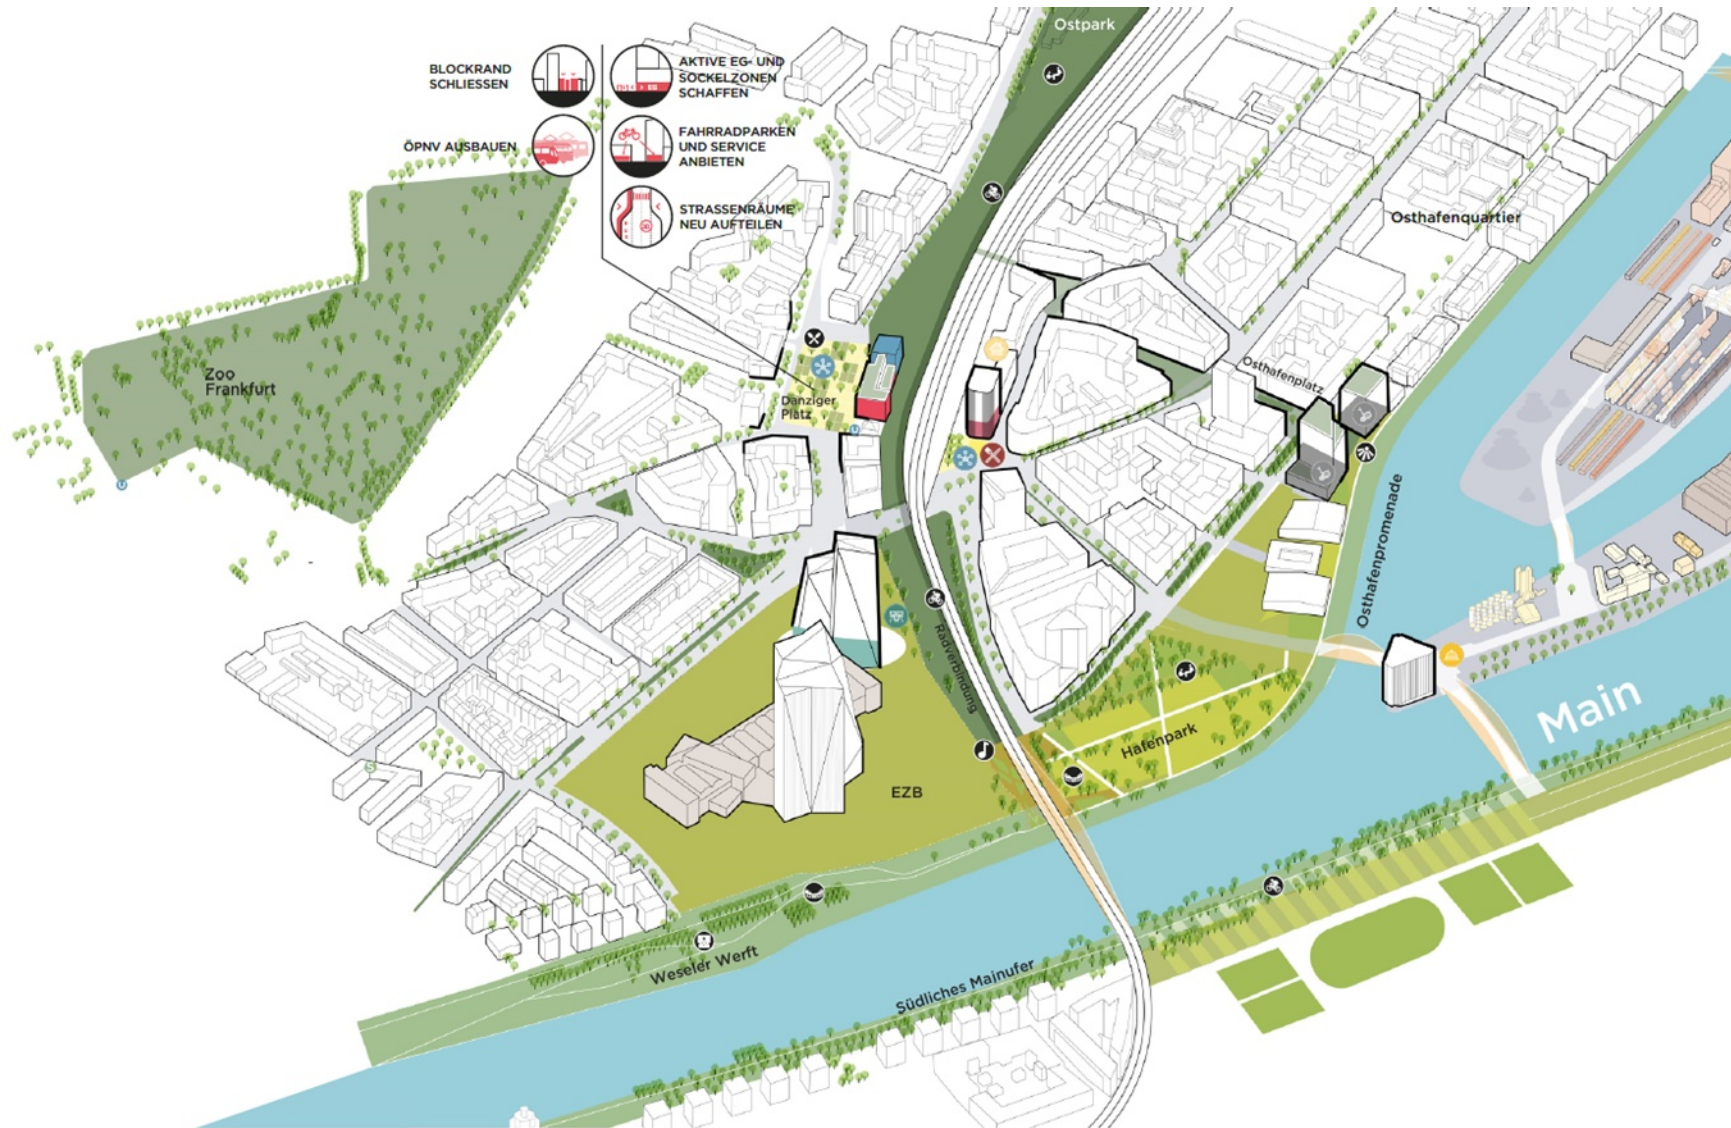 Ostpark
BLOCKRAND
SCHLIESSEN
AKTIVE EG- UND
SOCKELZONEN
SCHAFFEN
ÖPNV AUSBAUEN
FAHRRADPARKEN
UND SERVICE
ANBIETEN
STRASSENRÄUME
NEU AUFTEILEN
Osthafenquartier
Zoo
Frankfurt
Osthafenplatz
Danziger
Platz
Osthafenpromenade
Radverbindung
Main
Hafenpark
EZB
Weseler Werft
Südliches Mainufer